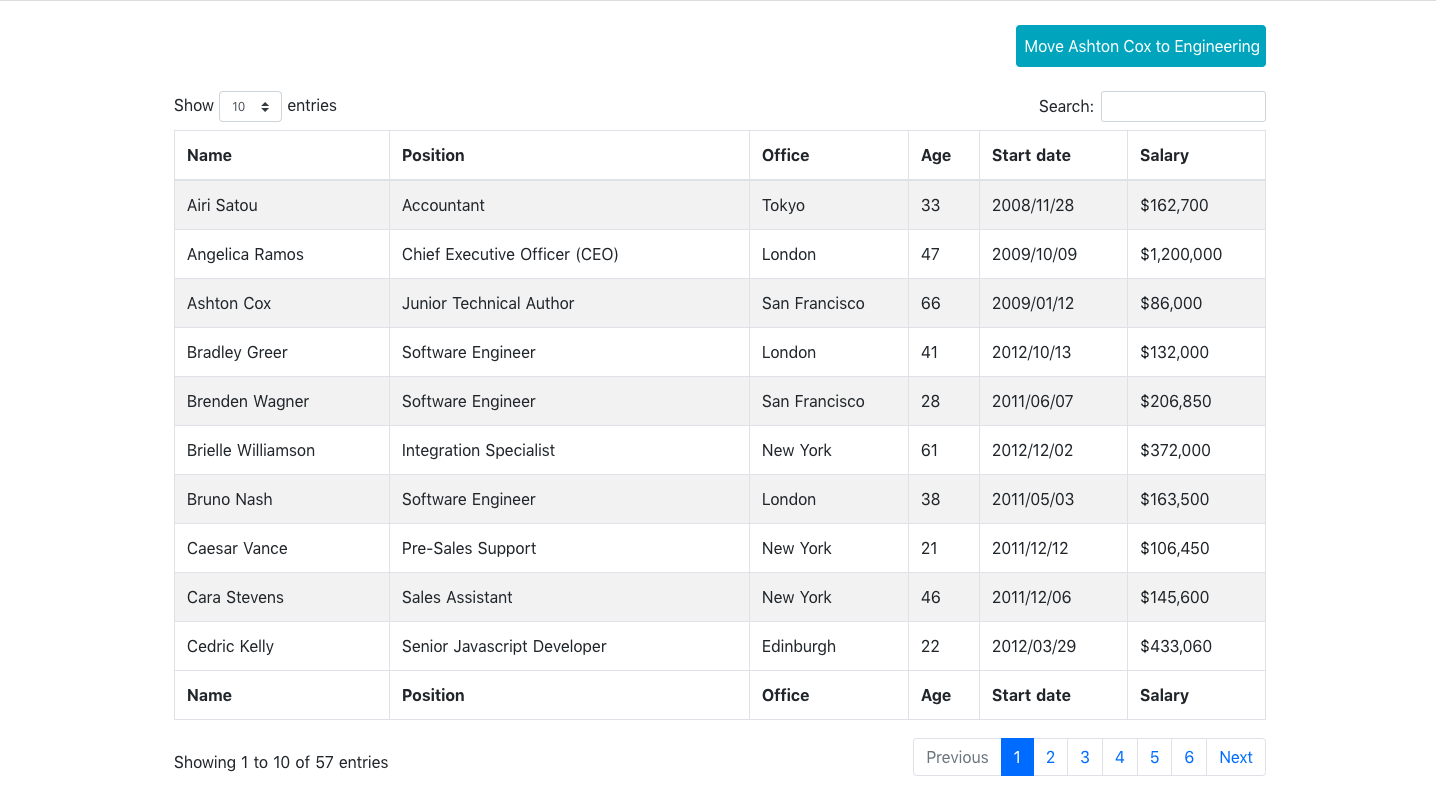 Move Ashton Cox to Engineering
Show 10 entries Search:
Name Position Office Age Start date Salary
Airi Satou Accountant Tokyo 33 2008/11/28 $162,700
Angelica Ramos Chief Executive Officer (CEO) London 47 2009/10/09 $1,200,000
Ashton Cox Junior Technical Author San Francisco 66 2009/01/12 $86,000
Bradley Greer Software Engineer London 41 2012/10/13 $132,000
Brenden Wagner Software Engineer San Francisco 28 2011/06/07 $206,850
Brielle Williamson Integration Specialist New York 61 2012/12/02 $372,000
Bruno Nash Software Engineer London 38 2011/05/03 $163,500
Caesar Vance Pre-Sales Support New York 21 2011/12/12 $106,450
Cara Stevens Sales Assistant New York 46 2011/12/06 $145,600
Cedric Kelly Senior Javascript Developer Edinburgh 22 2012/03/29 $433,060
Name Position Office Age Start date Salary
Showing 1 to 10 of 57 entries Previous 1 2 3 4 5 6 Next